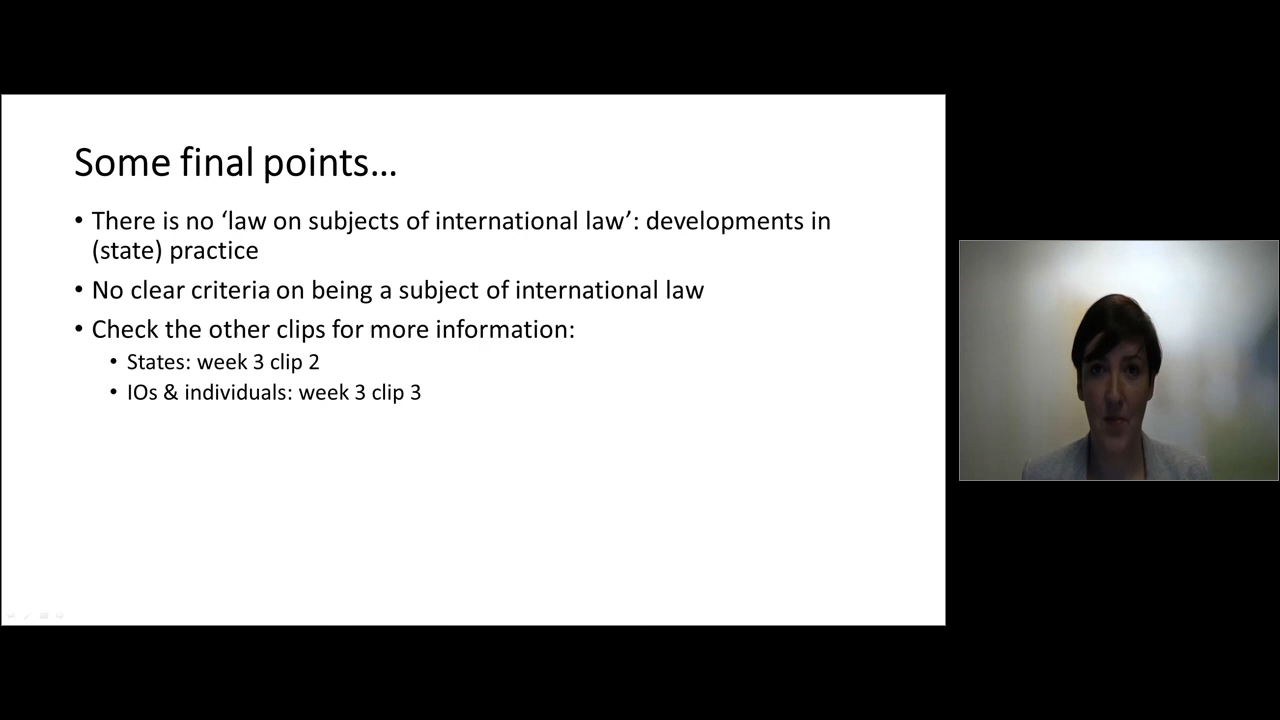 Some final points...
• There is no ‘law on subjects of international law’: developments in
(state) practice
• No clear criteria on being a subject of international law
• Check the other clips for more information:
• States: week 3 clip 2
• IOs & individuals: week 3 clip 3